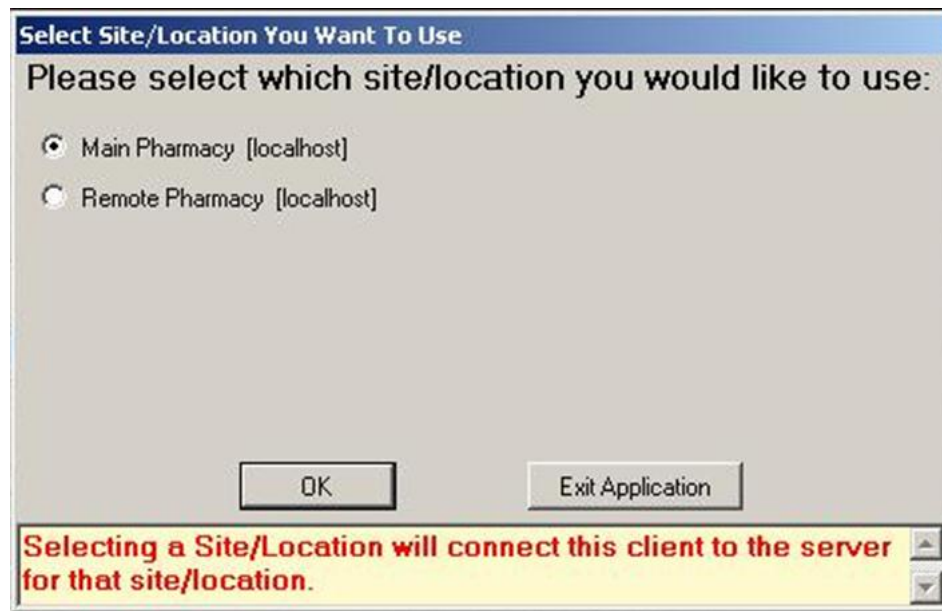 Select Site/Location You Want To Use
Please select which site/location you would like to use:
Main Pharmacy [localhost]
Remote Pharmacy [localhost]
OK
Exit Application
Selecting a Site/Location will connect this client to the server
for that site/location.